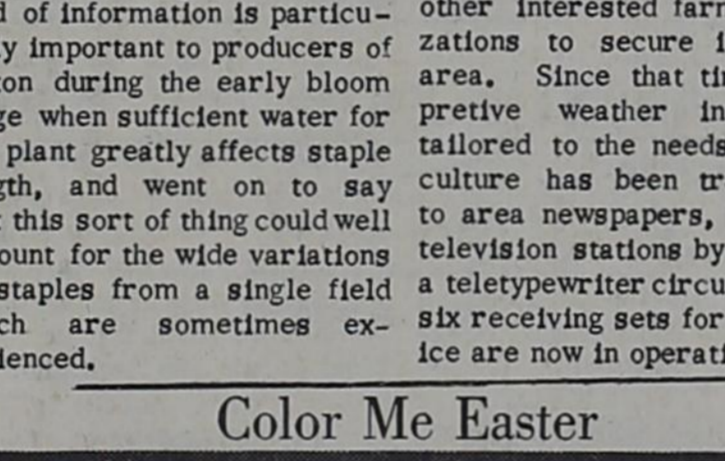 of information is particu-
important to producers of
during the early bloom
when sufficient water for
plant greatly affects staple
and went on to say
this sort of thing could well
for the wide variations
staples from a single field
are sometimes ex-
other interested
zations to secure
area. Since that
pretive weather
tailored to the needs
culture has been
to area newspapers,
television stations by
a teletypewriter
six receiving sets for
ice are now in
Color Me Easter